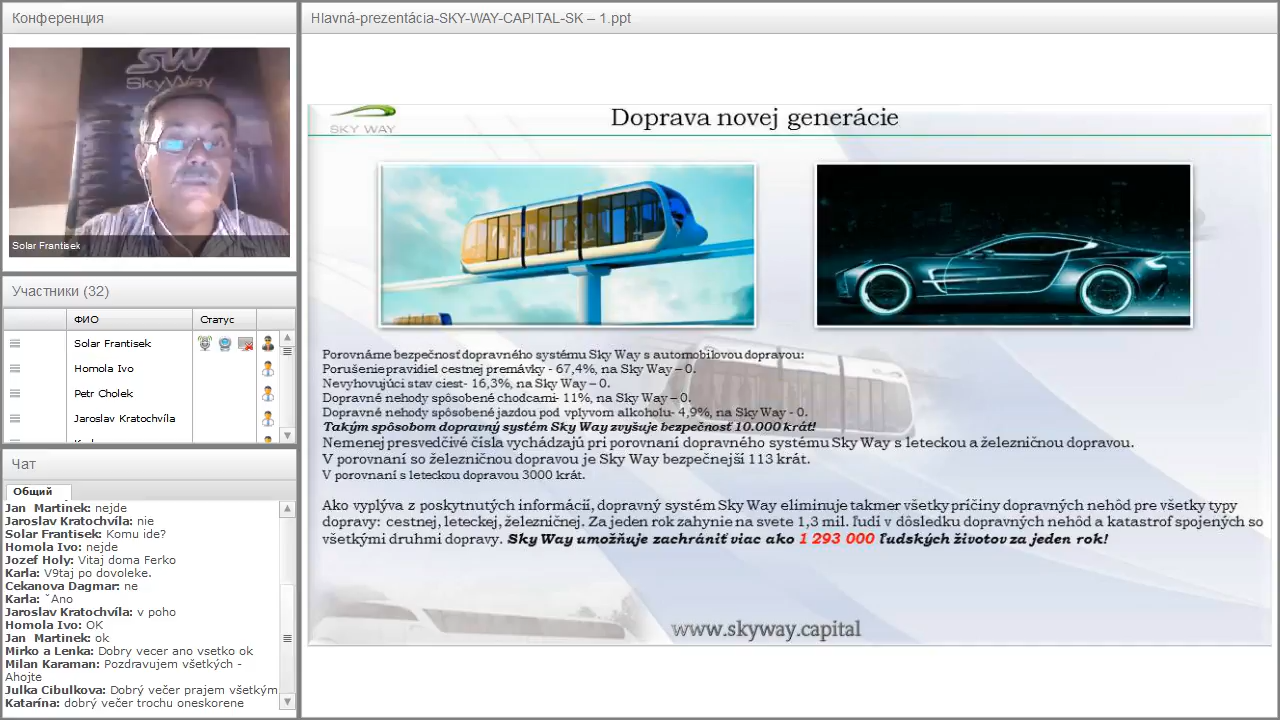 Конференция
SW
SkyWay
Solar Frantisek
Участники (32)
ФИО Статус
Solar Frantisek
Homola Ivo
Petr Cholek
Jaroslav Kratochvíla
Чат
Общий
Jan Martinek: nejde
Jaroslav Kratochvíla: nie
Solar Frantisek: Komu ide?
Homola Ivo: nejde
Jozef Holy: Vitaj doma Ferko
Karla: V9taj po dovoleke.
Cekanova Dagmar: ne
Karla: ˇAno
Jaroslav Kratochvíla: v poho
Homola Ivo: OK
Jan Martinek: ok
Mirko a Lenka: Dobry vecer ano vsetko ok
Milan Karaman: Pozdravujem všetkých -
Ahojte
Julka Cibulkova: Dobrý večer prajem všetkým
Katarína: dobrý večer trochu oneskorene
Hlavná-prezentácia-SKY-WAY-CAPITAL-SK – 1.ppt
SKY WAY
Doprava novej generácie
Porovnáme bezpečnosť dopravného systému Sky Way s automobilovou dopravou:
Porušenie pravidiel cestnej premávky - 67,4%, na Sky Way – 0.
Nevyhovujúci stav ciest- 16,3%, na Sky Way – 0.
Dopravné nehody spôsobené chodcami- 11%, na Sky Way – 0.
Dopravné nehody spôsobené jazdou pod vplyvom alkoholu- 4,9%, na Sky Way - 0.
Takým spôsobom dopravný systém Sky Way zvyšuje bezpečnosť 10.000 krát!
Nemenej presvedčivé čísla vychádzajú pri porovnaní dopravného systému Sky Way s leteckou a železničnou dopravou.
V porovnaní so železničnou dopravou je Sky Way bezpečnejší 113 krát.
V porovnaní s leteckou dopravou 3000 krát.
Ako vyplýva z poskytnutých informácií, dopravný systém Sky Way eliminuje takmer všetky príčiny dopravných nehôd pre všetky typy
dopravy: cestnej, leteckej, železničnej. Za jeden rok zahynie na svete 1,3 mil. ľudí v dôsledku dopravných nehôd a katastrof spojených so
všetkými druhmi dopravy. Sky Way umožňuje zachrániť viac ako 1 293 000 ľudských životov za jeden rok!
www.skyway.capital